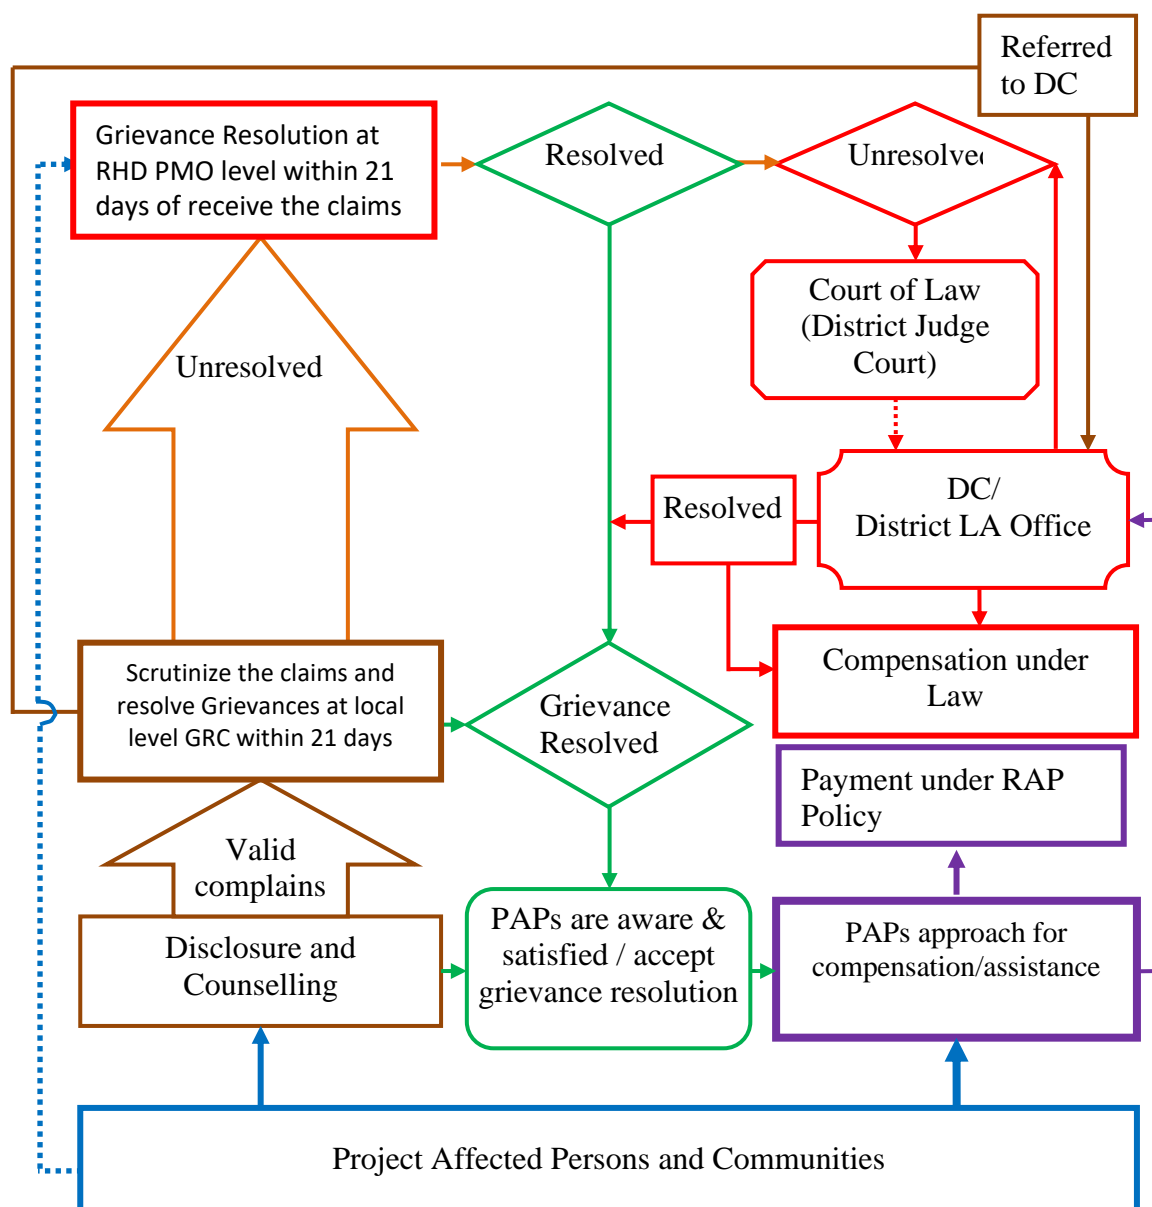 Referred
to DC
Grievance Resolution at
RHD PMO level within 21
days of receive the claims
Resolved
Unresolve
Court of Law
(District Judge
Court)
Unresolved
DC/
District LA Office
Resolved
Scrutinize the claims and
resolve Grievances at local
level GRC within 21 days
Grievance
Resolved
Compensation under
Law
Payment under RAP
Policy
Valid
complains
Disclosure and
Counselling
PAPs are aware &
satisfied / accept
grievance resolution
PAPs approach for
compensation/assistance
Project Affected Persons and Communities